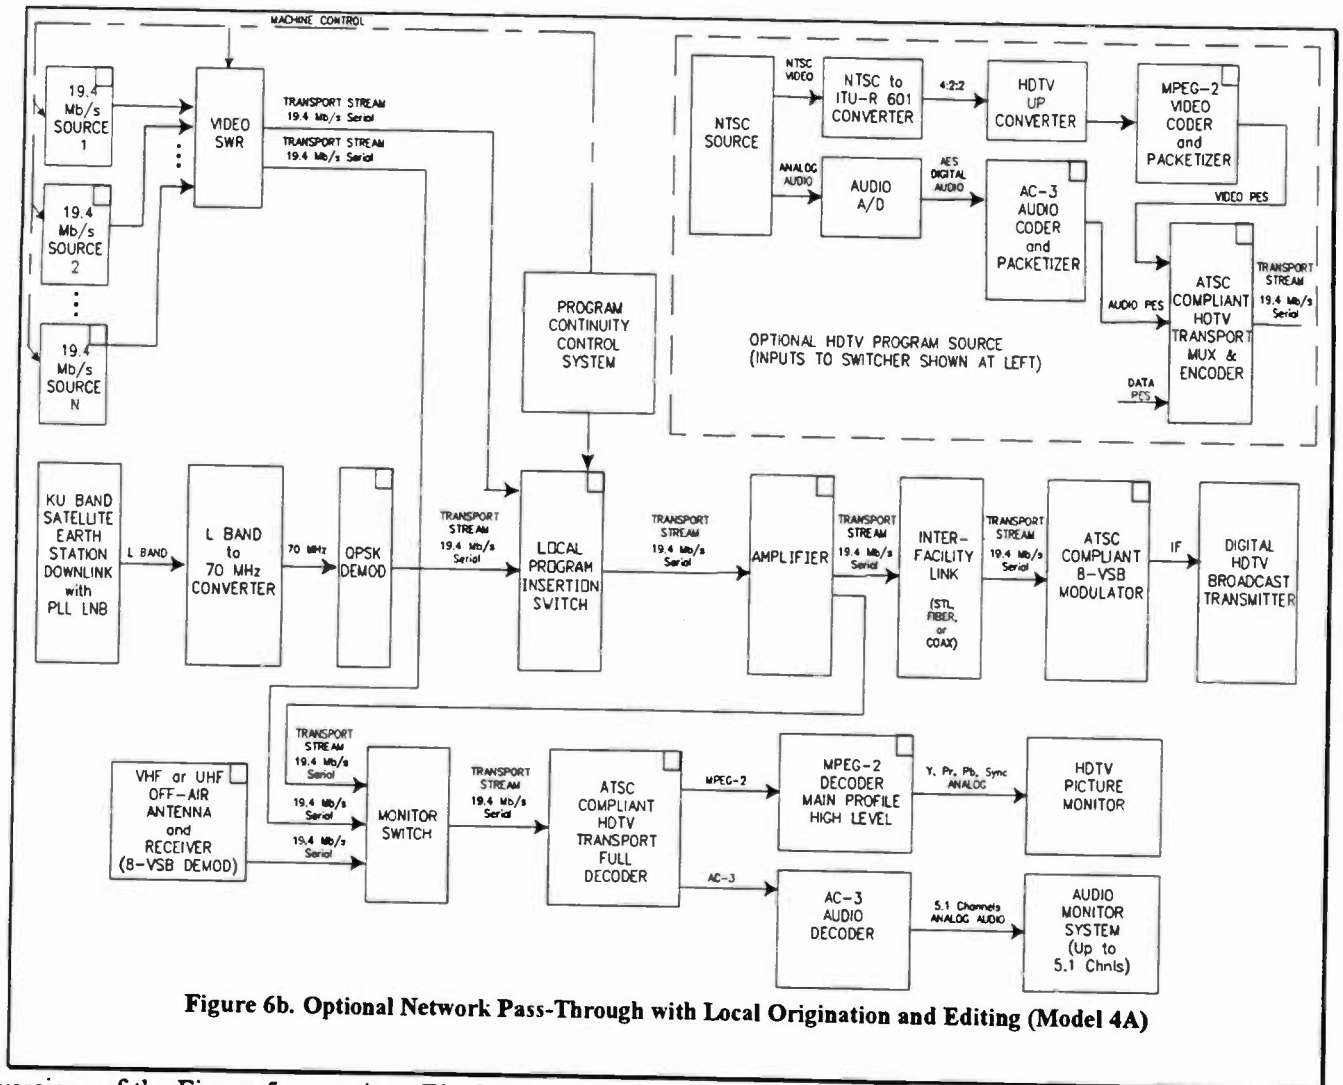 MACHINE CONTROL
19.4
Mb/s
SOURCE
1
19.4
Mb/s
SOURCE
2
19.4
Mb/s
SOURCE
N
VIDEO
SWR
TRANSPORT STREAM
19.4 Mb/s Serial
TRANSPORT STREAM
19.4 Mb/s Serial
PROGRAM
CONTINUITY
CONTROL
SYSTEM
NTSC
SOURCE
NTSC
VIDEO
NTSC to
ITU-R 601
CONVERTER
4:2:2
HDTV
UP
CONVERTER
MPEG-2
VIDEO
CODER
and
PACKETIZER
VIDEO PES
ANALOG
AUDIO
AUDIO
A/D
AES
DIGITAL
AUDIO
AC-3
AUDIO
CODER
and
PACKETIZER
AUDIO PES
ATSC
COMPLIANT
HDTV
TRANSPORT
MUX &
ENCODER
TRANSPORT
STREAM
19.4 Mb/s
Serial
DATA
PES
OPTIONAL HDTV PROGRAM SOURCE
(INPUTS TO SWITCHER SHOWN AT LEFT)
KU BAND
SATELLITE
EARTH
STATION
DOWNLINK
with
PLL LNB
L BAND
L BAND
to
70 MHz
CONVERTER
70 MHz
QPSK
DEMOD
TRANSPORT
STREAM
19.4 Mb/s
Serial
LOCAL
PROGRAM
INSERTION
SWITCH
TRANSPORT
STREAM
19.4 Mb/s
Serial
AMPLIFIER
TRANSPORT
STREAM
19.4 Mb/s
Serial
INTER-
FACILITY
LINK
(STL,
FIBER,
or
COAX)
TRANSPORT
STREAM
19.4 Mb/s
Serial
ATSC
COMPLIANT
8-VSB
MODULATOR
IF
DIGITAL
HDTV
BROADCAST
TRANSMITTER
VHF or UHF
OFF-AIR
ANTENNA
and
RECEIVER
(8-VSB DEMOD)
TRANSPORT
STREAM
19.4 Mb/s
Serial
19.4 Mb/s
Serial
19.4 Mb/s
Serial
MONITOR
SWITCH
TRANSPORT
STREAM
19.4 Mb/s
Serial
ATSC
COMPLIANT
HDTV
TRANSPORT
FULL
DECODER
MPEG-2
MPEG-2
DECODER
MAIN PROFILE
HIGH LEVEL
Y, Pr, Pb, Sync
ANALOG
HDTV
PICTURE
MONITOR
AC-3
AC-3
AUDIO
DECODER
5.1 Channels
ANALOG AUDIO
AUDIO
MONITOR
SYSTEM
(Up to
5.1 Chnls)
Figure 6b. Optional Network Pass-Through with Local Origination and Editing (Model 4A)